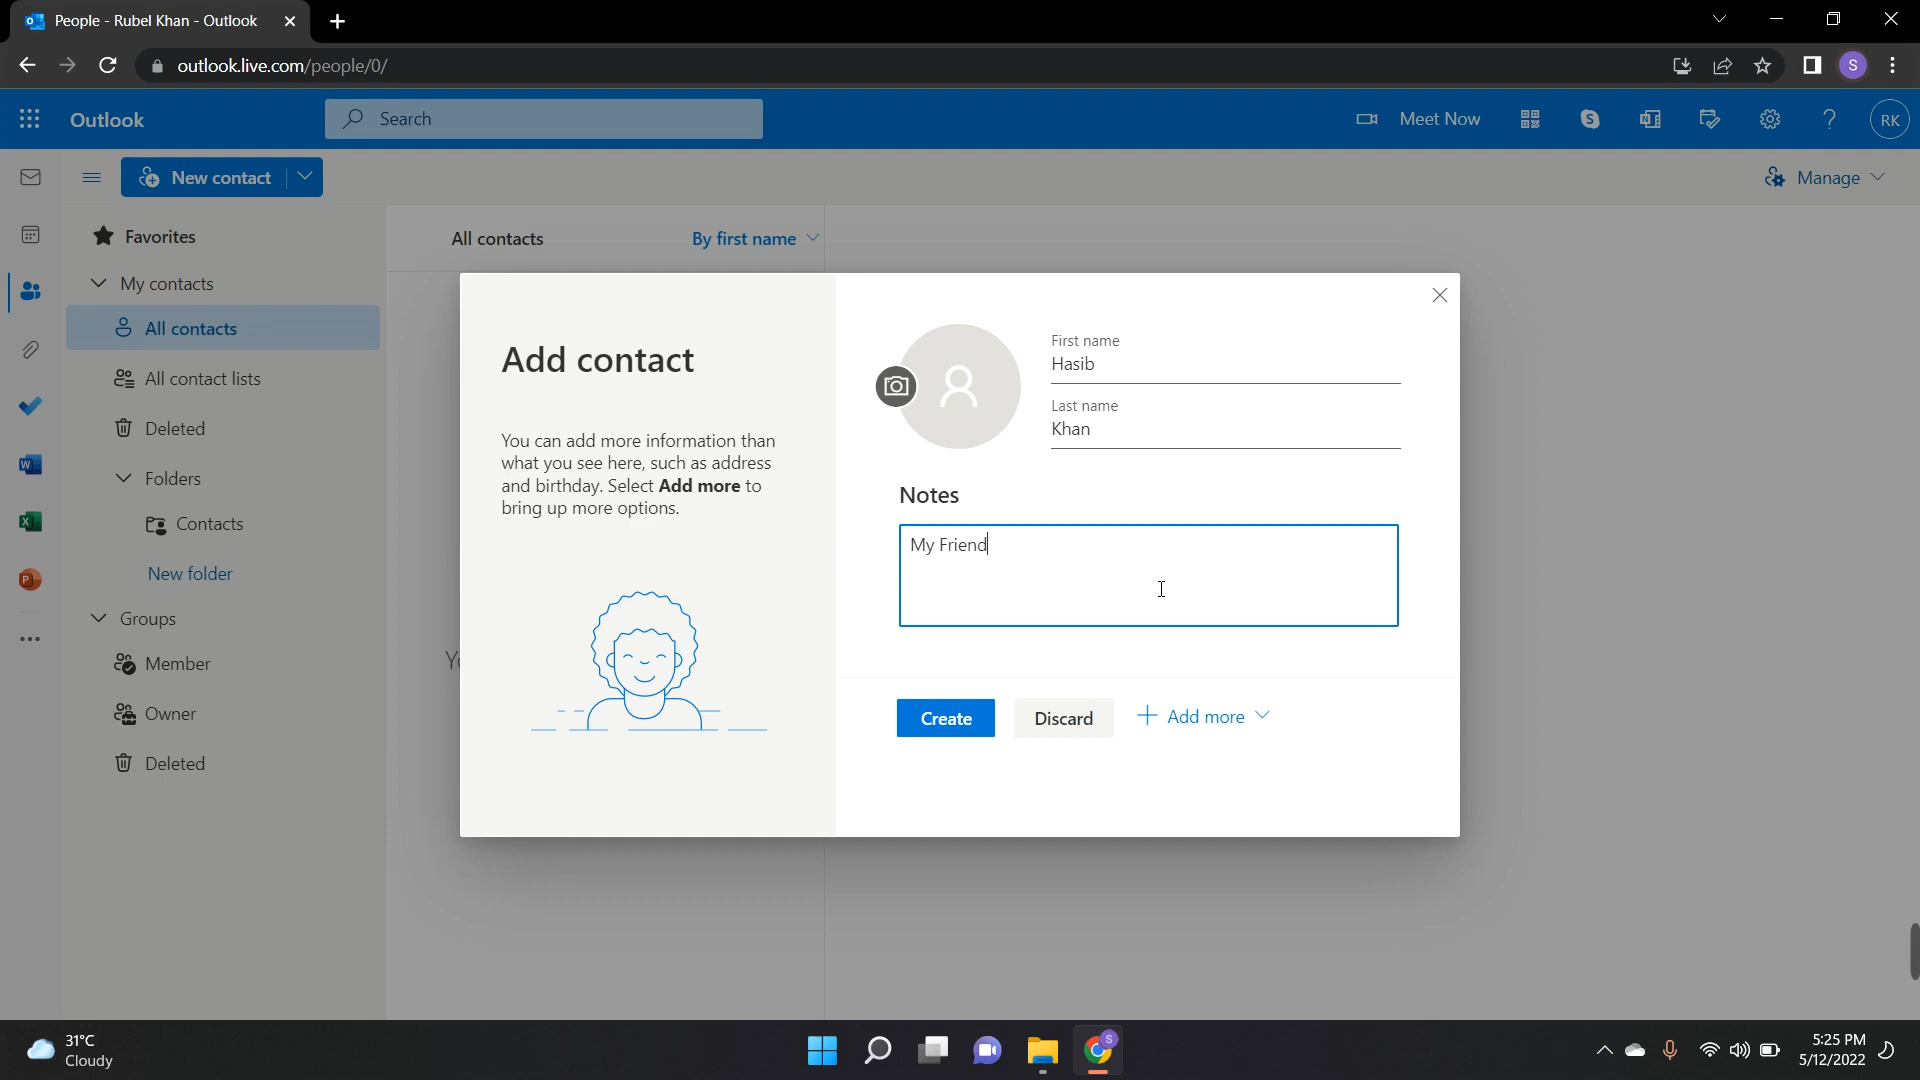 People - Rubel Khan - Outlook
outlook.live.com/people/0/
S
Outlook
Search
Meet Now
RK
New contact
Manage
Favorites
All contacts
By first name
My contacts
All contacts
All contact lists
Deleted
Folders
Contacts
New folder
Groups
Member
Owner
Deleted
Add contact
You can add more information than
what you see here, such as address
and birthday. Select Add more to
bring up more options.
First name
Hasib
Last name
Khan
Notes
My Friend
Create
Discard
Add more
31°C
Cloudy
S
5:25 PM
5/12/2022